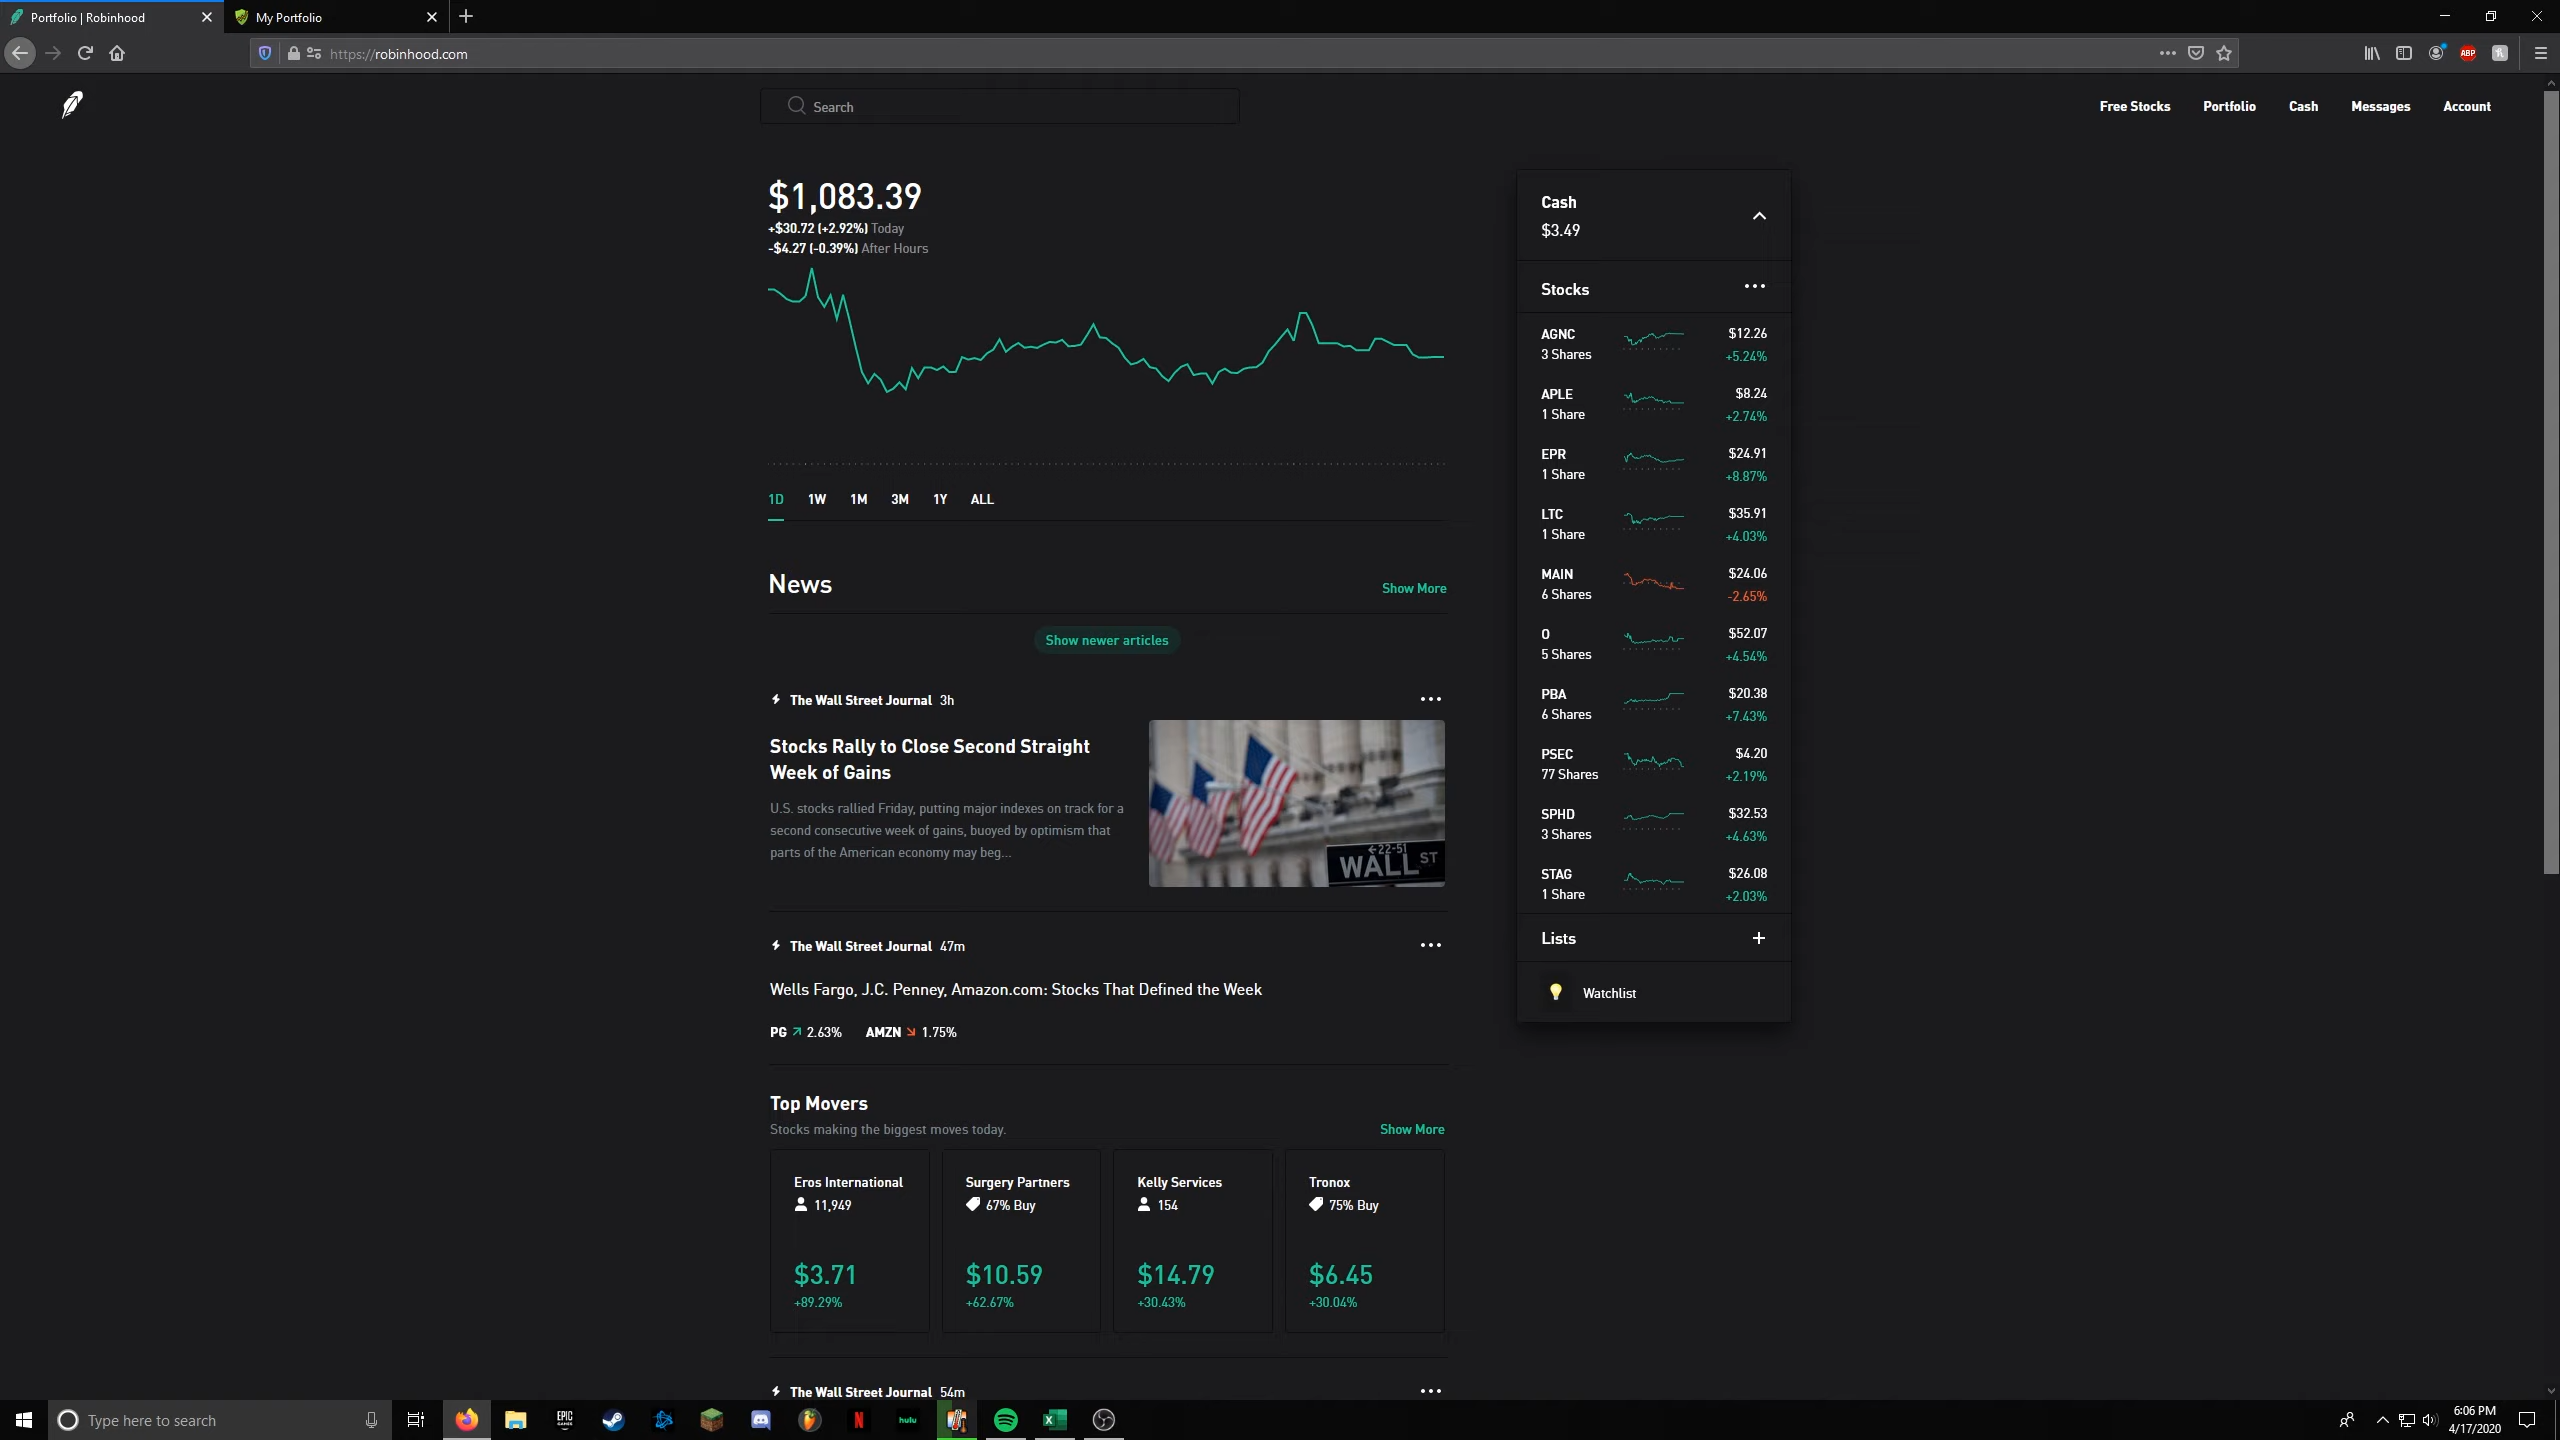 Portfolio | Robinhood
My Portfolio
https://robinhood.com
ABP
Search
Free Stocks
Portfolio
Cash
Messages
Account
$1,083.39
+$30.72 (+2.92%) Today
-$4.27 (-0.39%) After Hours
1D 1W 1M 3M 1Y ALL
News
Show More
Show newer articles
The Wall Street Journal 3h
Stocks Rally to Close Second Straight
Week of Gains
U.S. stocks rallied Friday, putting major indexes on track for a
second consecutive week of gains, buoyed by optimism that
parts of the American economy may beg...
22-51
WALL ST
The Wall Street Journal 47m
Wells Fargo, J.C. Penney, Amazon.com: Stocks That Defined the Week
PG 2.63% AMZN 1.75%
Top Movers
Stocks making the biggest moves today.
Show More
Eros International
11,949
$3.71
+89.29%
Surgery Partners
67% Buy
$10.59
+62.67%
Kelly Services
154
$14.79
+30.43%
Tronox
75% Buy
$6.45
+30.04%
The Wall Street Journal 54m
Cash
$3.49
Stocks
AGNC $12.26
3 Shares +5.24%
APLE $8.24
1 Share +2.74%
EPR $24.91
1 Share +8.87%
LTC $35.91
1 Share +4.03%
MAIN $24.06
6 Shares -2.65%
O $52.07
5 Shares +4.54%
PBA $20.38
6 Shares +7.43%
PSEC $4.20
77 Shares +2.19%
SPHD $32.53
3 Shares +4.63%
STAG $26.08
1 Share +2.03%
Lists
Watchlist
Type here to search
EPIC
GAMES
N
hulu
6:06 PM
4/17/2020